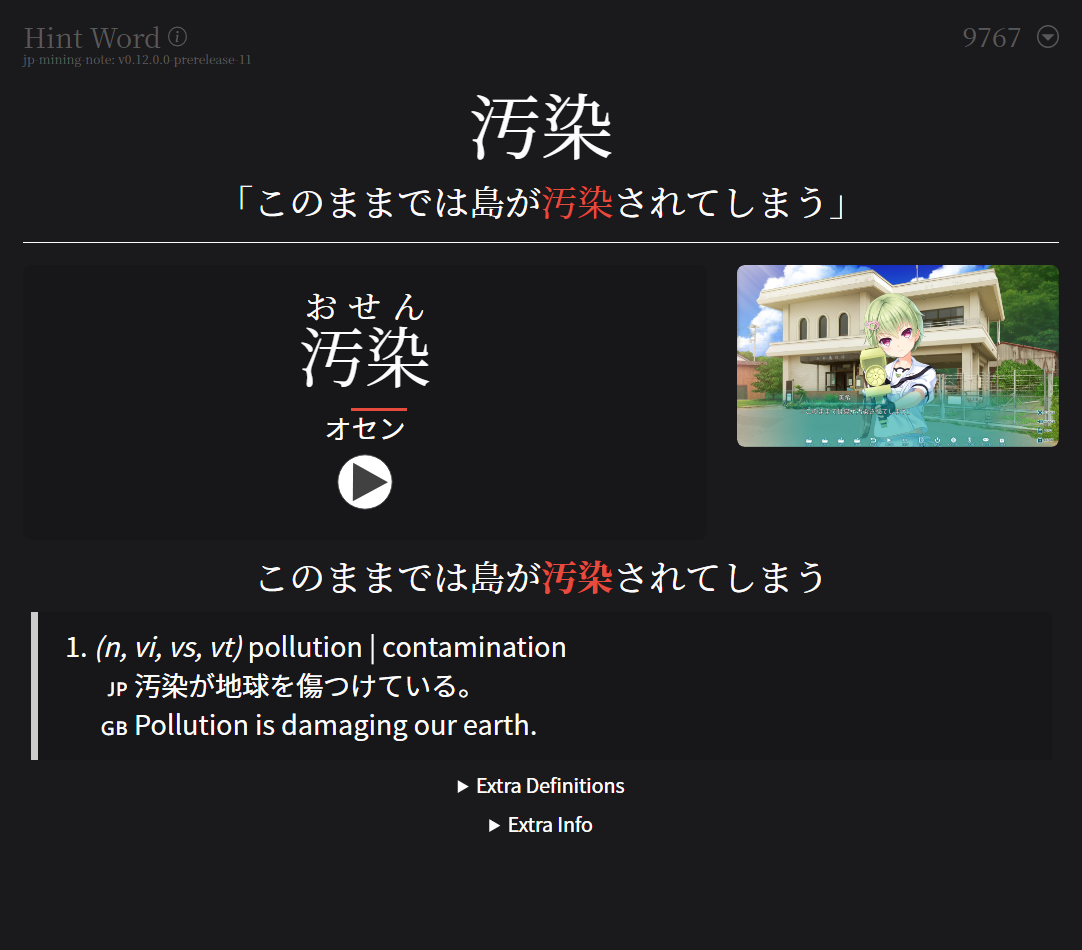 Hint Word
9767
jp-mining-note: v0.12.0.0-prerelease-11
汚染
「このままでは島が汚染されてしまう」
おせん
汚染
オセン
このままでは島が汚染されてしまう
1. (n, vi, vs, vt) pollution | contamination
JP 汚染が地球を傷つけている。
GB Pollution is damaging our earth.
▶ Extra Definitions
▶ Extra Info